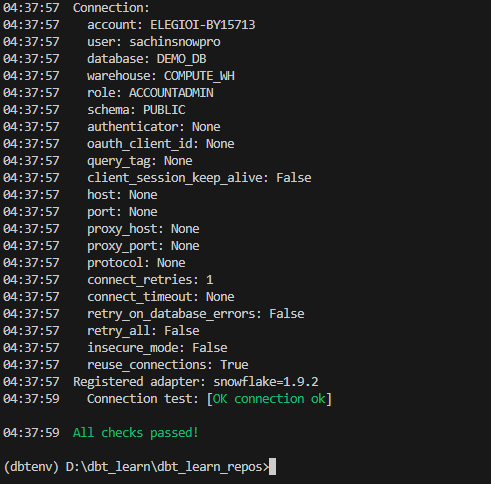 04:37:57  Connection:
04:37:57    account: ELEGIOI-BY15713
04:37:57    user: sachinsnowpro
04:37:57    database: DEMO_DB
04:37:57    warehouse: COMPUTE_WH
04:37:57    role: ACCOUNTADMIN
04:37:57    schema: PUBLIC
04:37:57    authenticator: None
04:37:57    oauth_client_id: None
04:37:57    query_tag: None
04:37:57    client_session_keep_alive: False
04:37:57    host: None
04:37:57    port: None
04:37:57    proxy_host: None
04:37:57    proxy_port: None
04:37:57    protocol: None
04:37:57    connect_retries: 1
04:37:57    connect_timeout: None
04:37:57    retry_on_database_errors: False
04:37:57    retry_all: False
04:37:57    insecure_mode: False
04:37:57    reuse_connections: True
04:37:57  Registered adapter: snowflake=1.9.2
04:37:59    Connection test: [OK connection ok]
04:37:59  All checks passed!
(dbtenv) D:\dbt_learn\dbt_learn_repos>